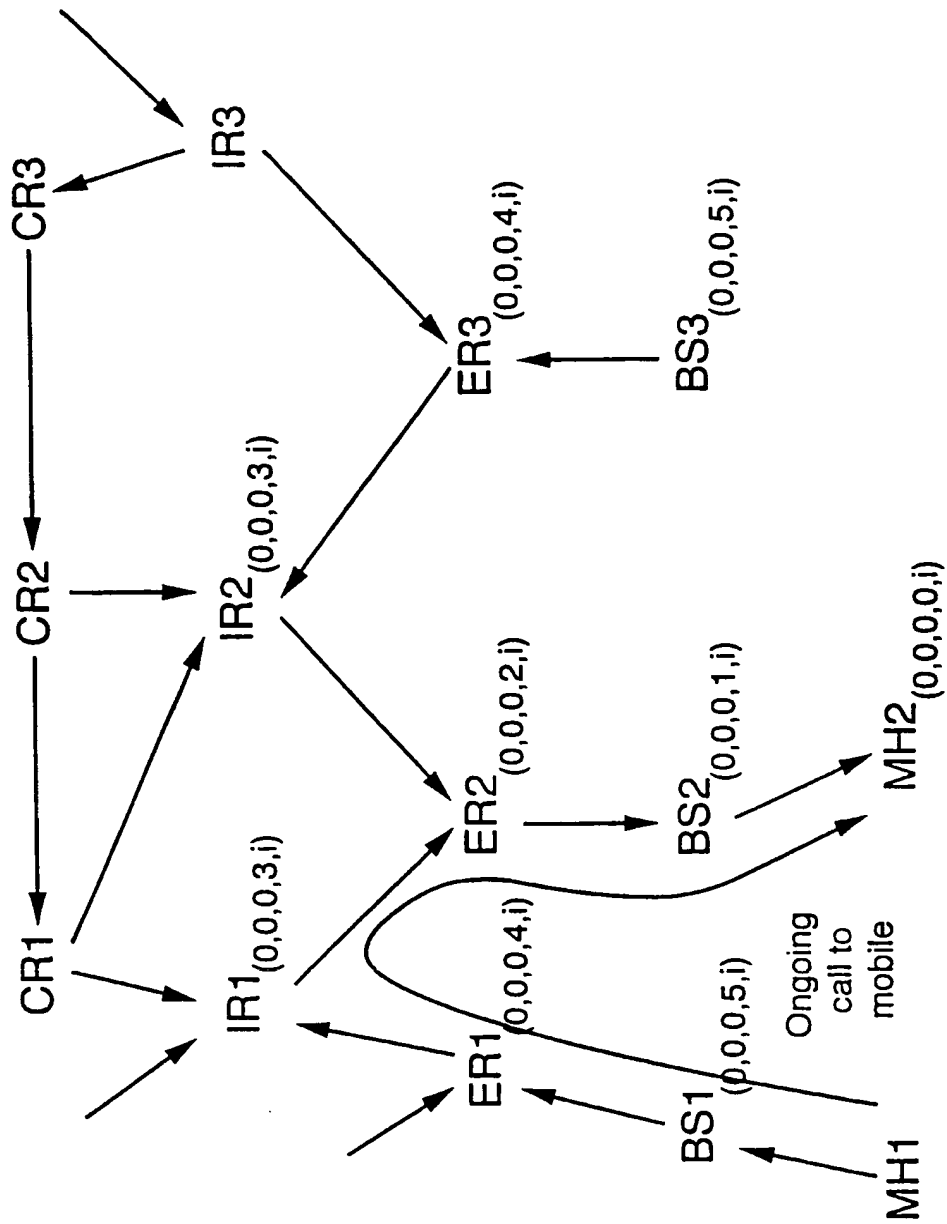 CR1
CR2
CR3
IR1(0,0,0,3,i)
IR2(0,0,0,3,i)
IR3
ER1(0,0,0,4,i)
ER2(0,0,0,2,i)
ER3(0,0,0,4,i)
BS1(0,0,0,5,i)
BS2(0,0,0,1,i)
BS3(0,0,0,5,i)
Ongoing
call to
mobile
MH1
MH2(0,0,0,0,i)